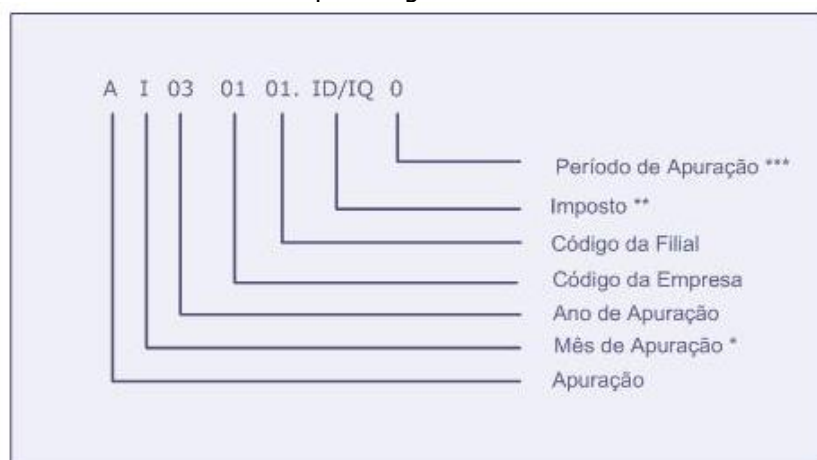 A I 03 01 01. ID/IQ 0
Período de Apuração ***
Imposto **
Código da Filial
Código da Empresa
Ano de Apuração
Mês de Apuração *
Apuração